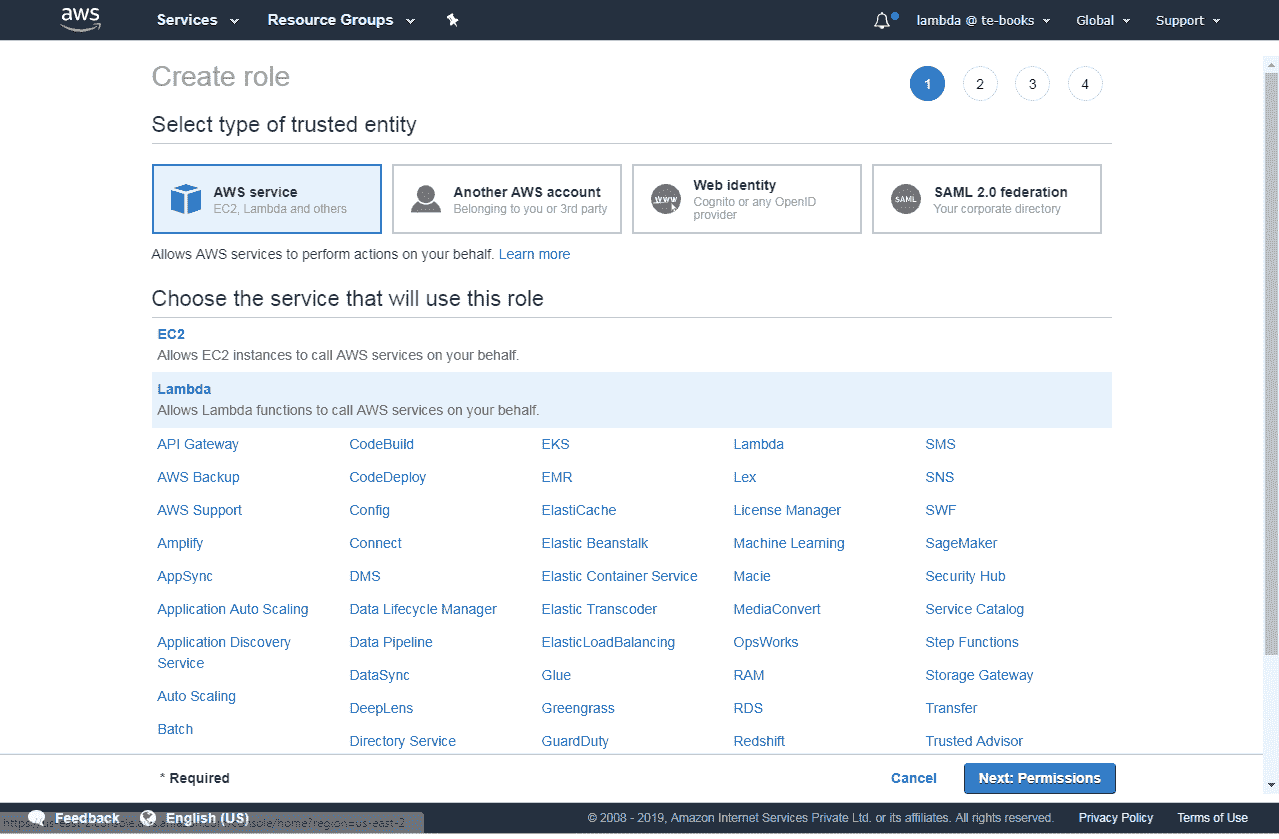 aws Services Resource Groups lambda @ te-books Global Support
Create role
1 2 3 4
Select type of trusted entity
AWS service
EC2, Lambda and others
Another AWS account
Belonging to you or 3rd party
www
Web identity
Cognito or any OpenID
provider
SAML
SAML 2.0 federation
Your corporate directory
Allows AWS services to perform actions on your behalf. Learn more
Choose the service that will use this role
EC2
Allows EC2 instances to call AWS services on your behalf.
Lambda
Allows Lambda functions to call AWS services on your behalf.
API Gateway
AWS Backup
AWS Support
Amplify
AppSync
Application Auto Scaling
Application Discovery
Service
Auto Scaling
Batch
CodeBuild
CodeDeploy
Config
Connect
DMS
Data Lifecycle Manager
Data Pipeline
DataSync
DeepLens
Directory Service
EKS
EMR
ElastiCache
Elastic Beanstalk
Elastic Container Service
Elastic Transcoder
ElasticLoadBalancing
Glue
Greengrass
GuardDuty
Lambda
Lex
License Manager
Machine Learning
Macie
MediaConvert
OpsWorks
RAM
RDS
Redshift
SMS
SNS
SWF
SageMaker
Security Hub
Service Catalog
Step Functions
Storage Gateway
Transfer
Trusted Advisor
* Required
Cancel
Next: Permissions
Feedback English (US)
© 2008 - 2019, Amazon Internet Services Private Ltd. or its affiliates. All rights reserved. Privacy Policy Terms of Use